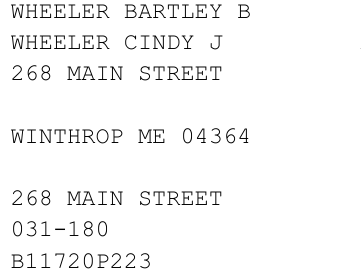 WHEELER BARTLEY B
WHEELER CINDY J
268 MAIN STREET
WINTHROP ME 04364
268 MAIN STREET
031-180
B11720P223